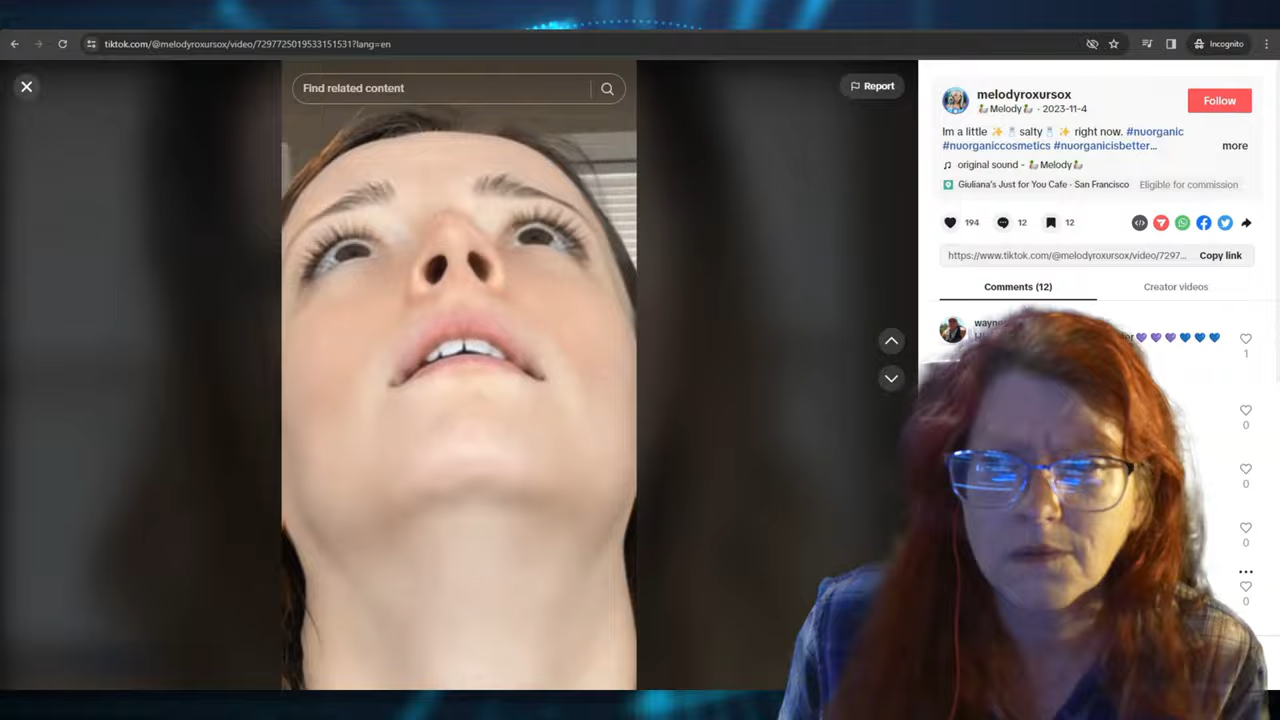 tiktok.com/@melodyroxursox/video/7297725019533151531?lang=en
Incognito
Find related content
Report
melodyroxursox
🦢Melody🦢 · 2023-11-4
Follow
Im a little ✨🧂salty🧂✨ right now. #nuorganic
#nuorganiccosmetics #nuorganicisbetter...
more
original sound - 🦢Melody🦢
Giuliana's Just for You Cafe · San Francisco Eligible for commission
194 12 12
https://www.tiktok.com/@melodyroxursox/video/7297...
Copy link
Comments (12)
Creator videos
1
0
0
0
0